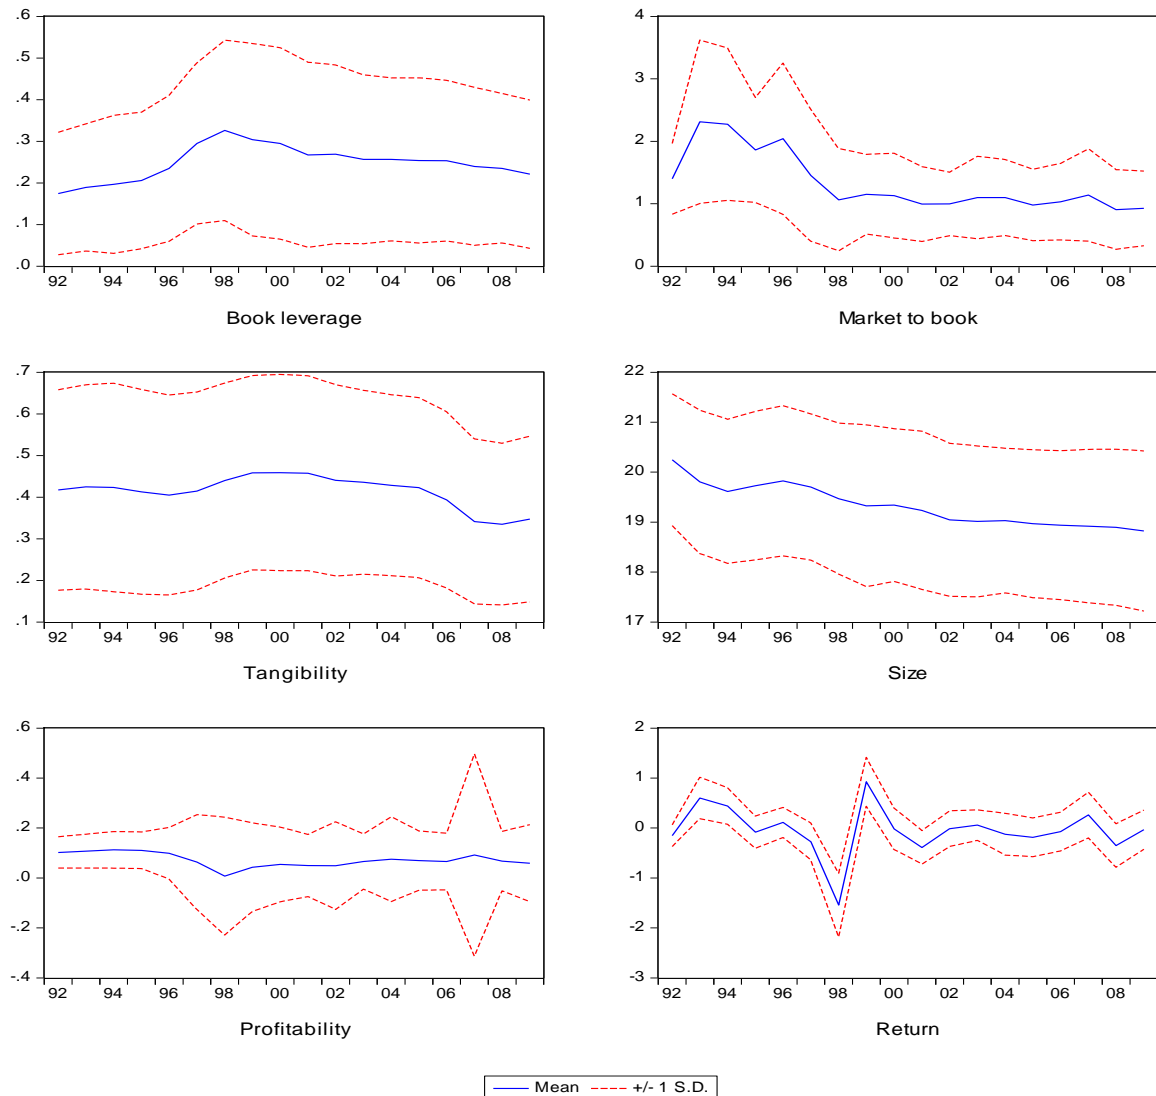 .6
.5
.4
.3
.2
.1
.0
92 94 96 98 00 02 04 06 08
Book leverage
4
3
2
1
0
92 94 96 98 00 02 04 06 08
Market to book
.7
.6
.5
.4
.3
.2
.1
92 94 96 98 00 02 04 06 08
Tangibility
22
21
20
19
18
17
92 94 96 98 00 02 04 06 08
Size
.6
.4
.2
.0
-.2
-.4
92 94 96 98 00 02 04 06 08
Profitability
2
1
0
-1
-2
-3
92 94 96 98 00 02 04 06 08
Return
Mean +/- 1 S.D.